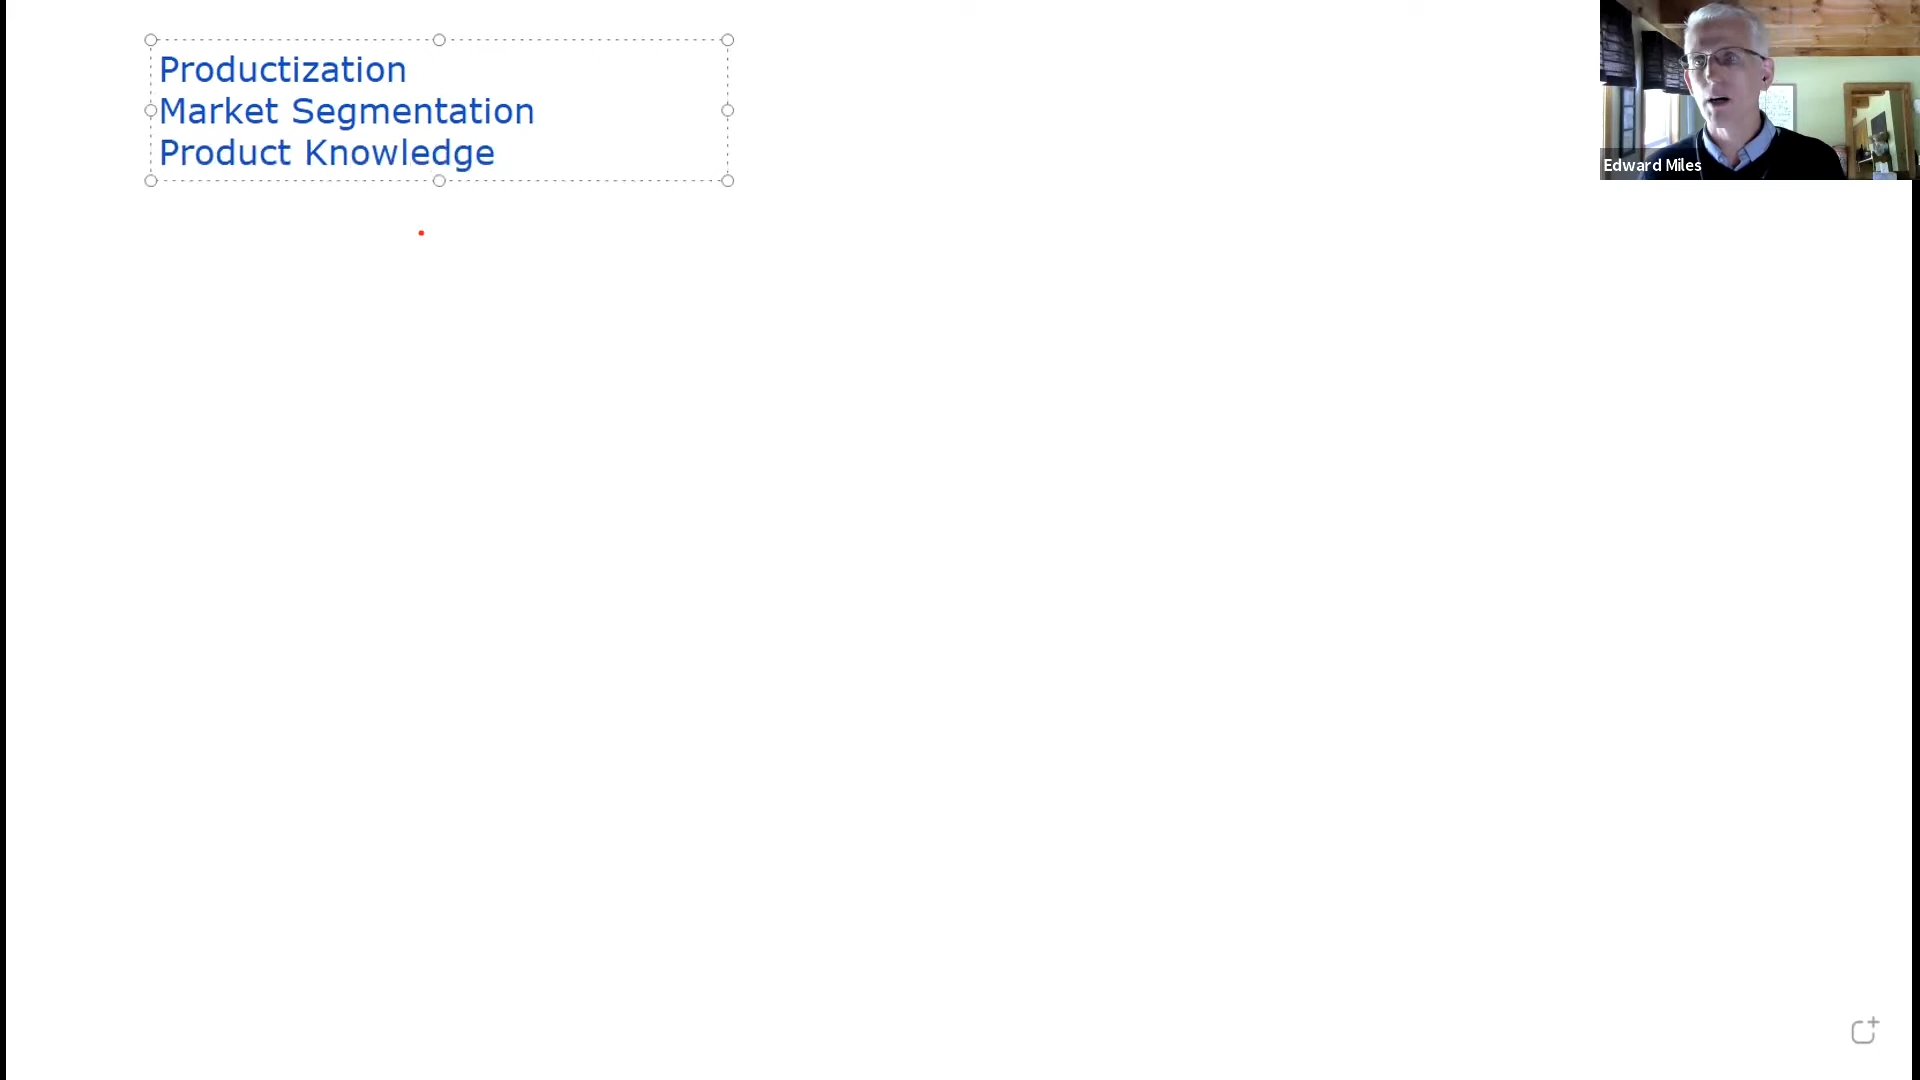 Productization
Market Segmentation
Product Knowledge
Edward Miles